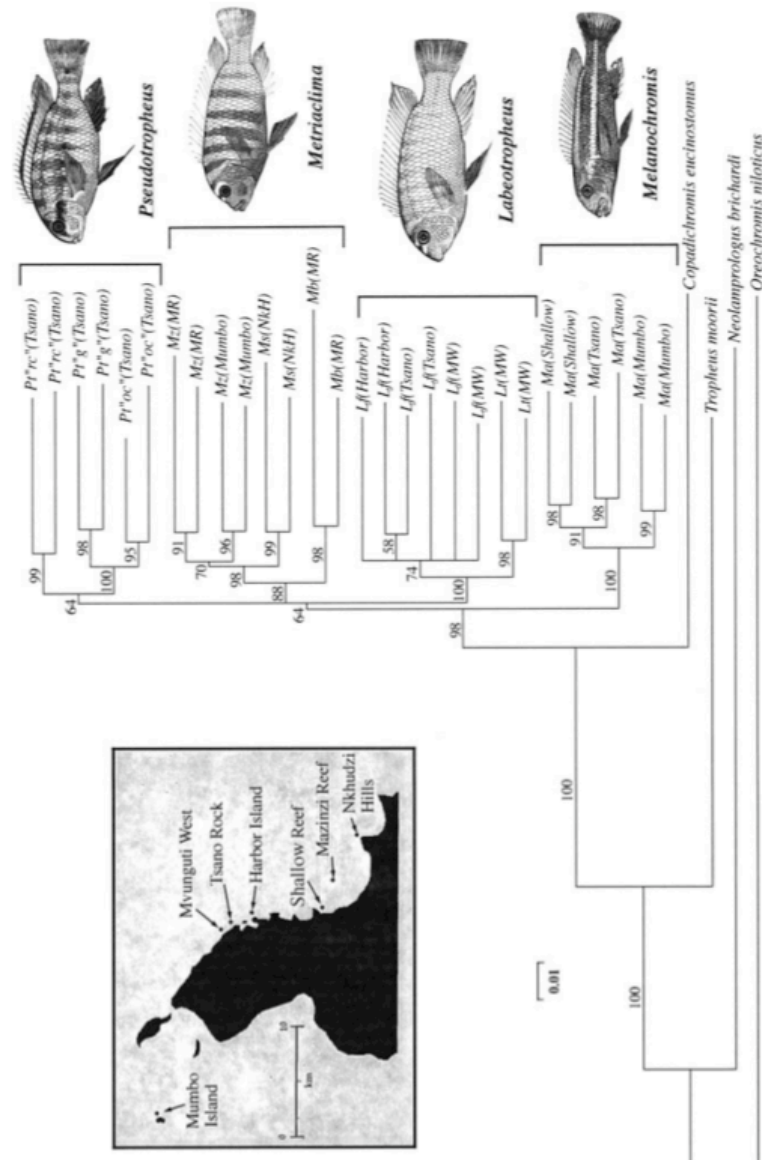 Pseudotropheus
Metriaclima
Labeotropheus
Melanochromis
Pt"rc"(Tsano)
Pt"rc"(Tsano)
Pt"g"(Tsano)
Pt"g"(Tsano)
Pt"oc"(Tsano)
Pt"oc"(Tsano)
Mz(MR)
Mz(MR)
Mz(Mumbo)
Mz(Mumbo)
Ms(NkH)
Ms(NkH)
Mb(MR)
Mb(MR)
Lf(Harbor)
Lf(Harbor)
Lf(Tsano)
Lf(Tsano)
Lf(MW)
Lf(MW)
Lt(MW)
Lt(MW)
Ma(Shallow)
Ma(Shallow)
Ma(Tsano)
Ma(Tsano)
Ma(Mumbo)
Ma(Mumbo)
Copadichromis eucinostomus
Tropheus moorii
Neolamprologus brichardi
Oreochromis niloticus
99
98
95
100
64
91
96
70
99
98
98
88
58
74
98
100
64
98
98
91
99
100
98
100
100
0.01
Mvunguti West
Tsano Rock
Harbor Island
Shallow Reef
Mazinzi Reef
Nkhudzi
Hills
Mumbo
Island
0
10
km